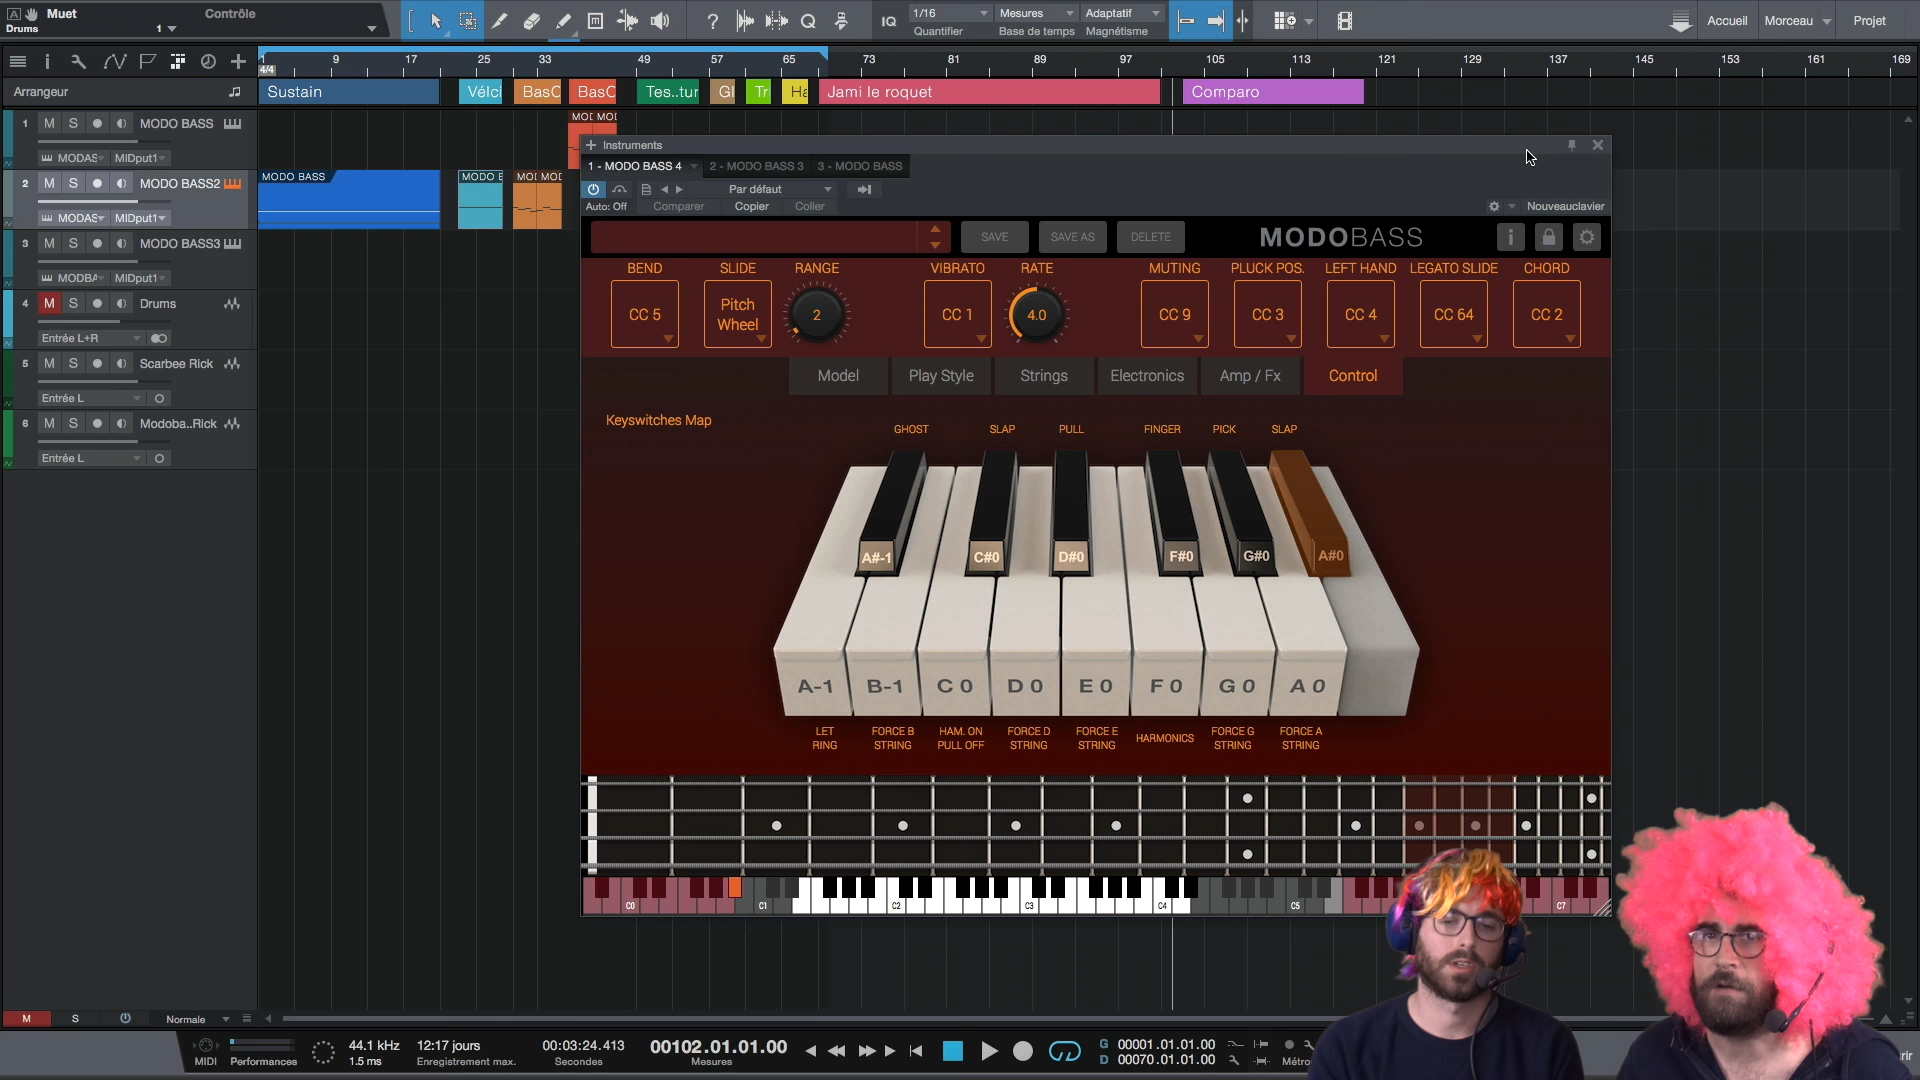 Muet
Drums
1
Contrôle
IQ
1/16
Quantifier
Mesures
Base de temps
Adaptatif
Magnétisme
Accueil
Morceau
Projet
4/4
9 17 25 33 49 57 65 73 81 89 97 105 113 121 129 137 145 153 161 169
Arrangeur
Sustain
Vélci
BasC
BasC
Tes..tur
Gl
Tr
Ha
Jami le roquet
Comparo
1 M S MODO BASS
MODAS MIDput1
2 M S MODO BASS2
MODAS MIDput1
3 M S MODO BASS3
MODBA MIDput1
4 M S Drums
Entrée L+R
5 M S Scarbee Rick
Entrée L
6 M S Modoba..Rick
Entrée L
MODO BASS
MODO B
MOD MOD
MOD MOD
Instruments
1 - MODO BASS 4
2 - MODO BASS 3
3 - MODO BASS
Par défaut
Auto: Off
Comparer
Copier
Coller
Nouveauclavier
SAVE
SAVE AS
DELETE
MODOBASS
BEND SLIDE RANGE VIBRATO RATE MUTING PLUCK POS. LEFT HAND LEGATO SLIDE CHORD
CC 5
Pitch
Wheel
2
CC 1
4.0
CC 9
CC 3
CC 4
CC 64
CC 2
Model
Play Style
Strings
Electronics
Amp / Fx
Control
Keyswitches Map
GHOST SLAP PULL FINGER PICK SLAP
A#-1 C#0 D#0 F#0 G#0 A#0
A-1 B-1 C 0 D 0 E 0 F 0 G 0 A 0
LET
RING
FORCE B
STRING
HAM. ON
PULL OFF
FORCE D
STRING
FORCE E
STRING
HARMONICS
FORCE G
STRING
FORCE A
STRING
C0 C1 C2 C3 C4 C5 C7
M S Normale
MIDI
Performances
44.1 kHz
1.5 ms
12:17 jours
Enregistrement max.
00:03:24.413
Secondes
00102.01.01.00
Mesures
G 00001.01.01.00
D 00070.01.01.00
Métro